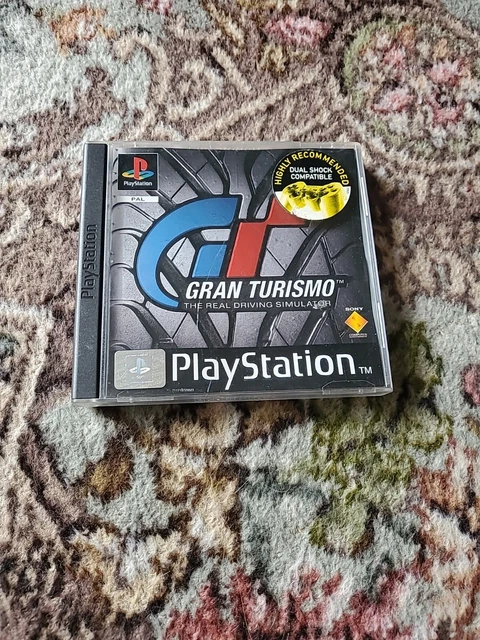 PlayStation
PlayStation
PAL
HIGHLY RECOMMENDED
DUAL SHOCK
COMPATIBLE
GT
GRAN TURISMO™
THE REAL DRIVING SIMULATOR
SONY
PlayStation™